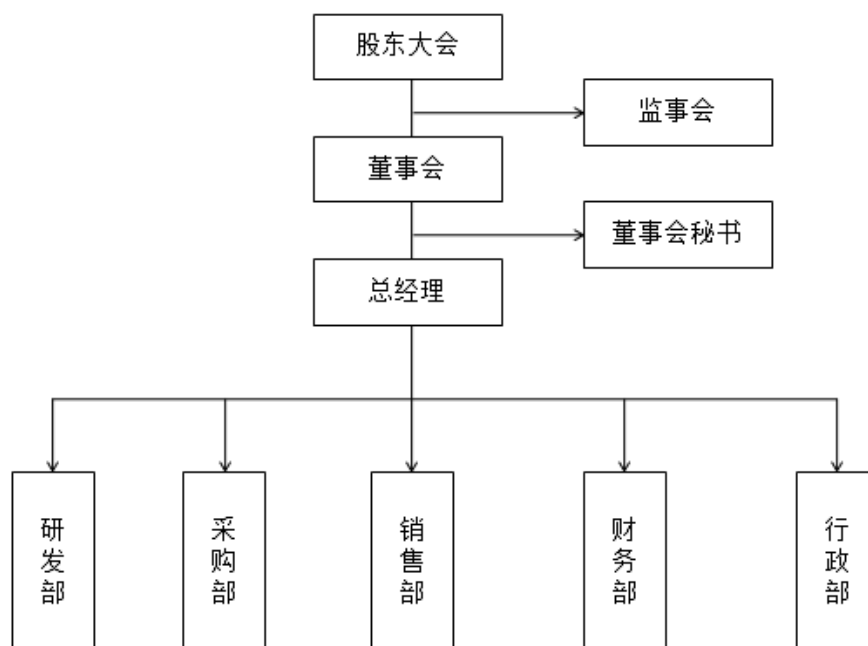 股东大会
监事会
董事会
董事会秘书
总经理
研发部
采购部
销售部
财务部
行政部